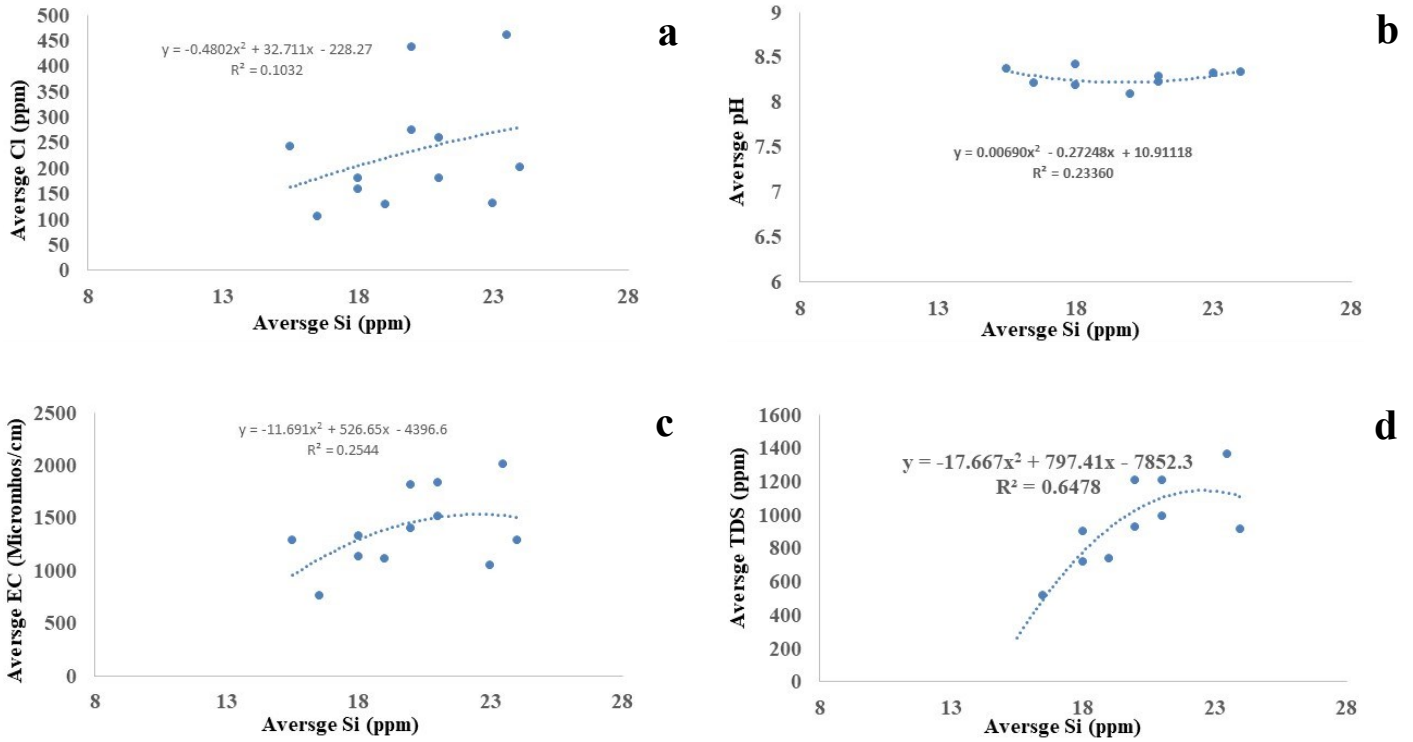 a
500
450
400
350
300
250
200
150
100
50
0
Aversge Cl (ppm)
y = -0.4802x² + 32.711x - 228.27
R² = 0.1032
8 13 18 23 28
Aversge Si (ppm)
b
9
8.5
8
7.5
7
6.5
6
Aversge pH
y = 0.00690x² - 0.27248x + 10.91118
R² = 0.23360
8 13 18 23 28
Aversge Si (ppm)
c
2500
2000
1500
1000
500
0
Aversge EC (Micromhos/cm)
y = -11.691x² + 526.65x - 4396.6
R² = 0.2544
8 13 18 23 28
Aversge Si (ppm)
d
1600
1400
1200
1000
800
600
400
200
0
Aversge TDS (ppm)
y = -17.667x² + 797.41x - 7852.3
R² = 0.6478
8 13 18 23 28
Aversge Si (ppm)